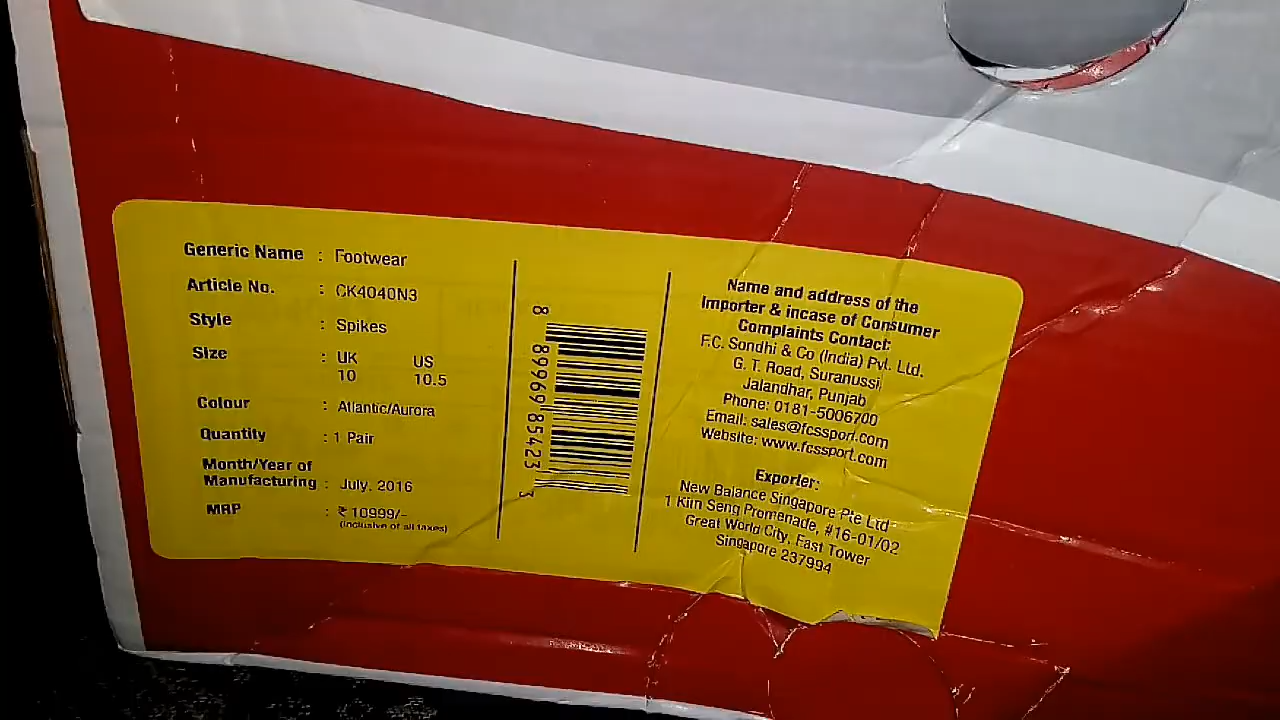 Generic Name : Footwear
Article No. : CK4040N3
Style : Spikes
Size : UK US
10 10.5
Colour : Atlantic/Aurora
Quantity : 1 Pair
Month/Year of
Manufacturing : July, 2016
MRP : ₹ 10999/-
(Inclusive of all taxes)
8 89969 85423 3
Name and address of the
Importer & incase of Consumer
Complaints Contact:
F.C. Sondhi & Co (India) Pvt. Ltd.
G. T. Road, Suranussi
Jalandhar, Punjab
Phone: 0181-5006700
Email: sales@fcssport.com
Website: www.fcssport.com
Exporter:
New Balance Singapore Pte Ltd
1 Kim Seng Promenade, #16-01/02
Great World City, East Tower
Singapore 237994